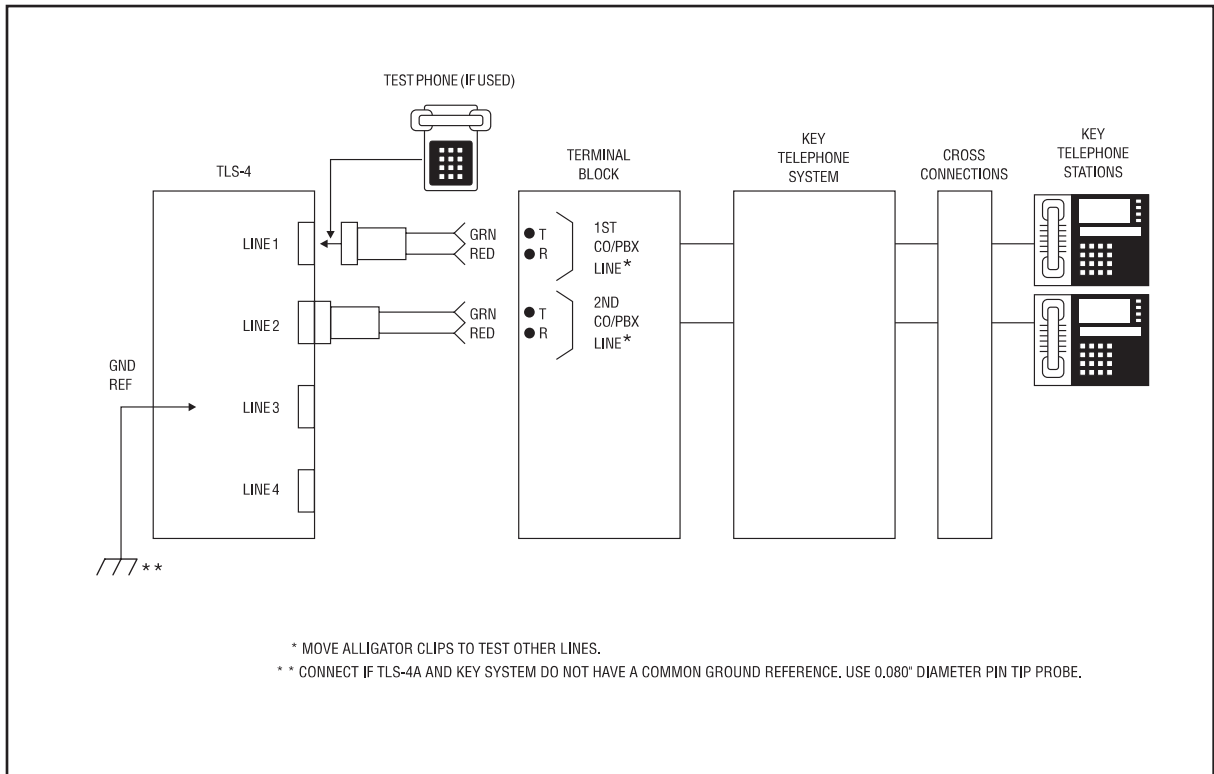 TEST PHONE (IF USED)
TLS-4
TERMINAL
BLOCK
KEY
TELEPHONE
SYSTEM
CROSS
CONNECTIONS
KEY
TELEPHONE
STATIONS
LINE 1
GRN
RED
T
R
1ST
CO/PBX
LINE*
LINE 2
GRN
RED
T
R
2ND
CO/PBX
LINE*
GND
REF
LINE 3
LINE 4
* *
* MOVE ALLIGATOR CLIPS TO TEST OTHER LINES.
* * CONNECT IF TLS-4A AND KEY SYSTEM DO NOT HAVE A COMMON GROUND REFERENCE. USE 0.080" DIAMETER PIN TIP PROBE.